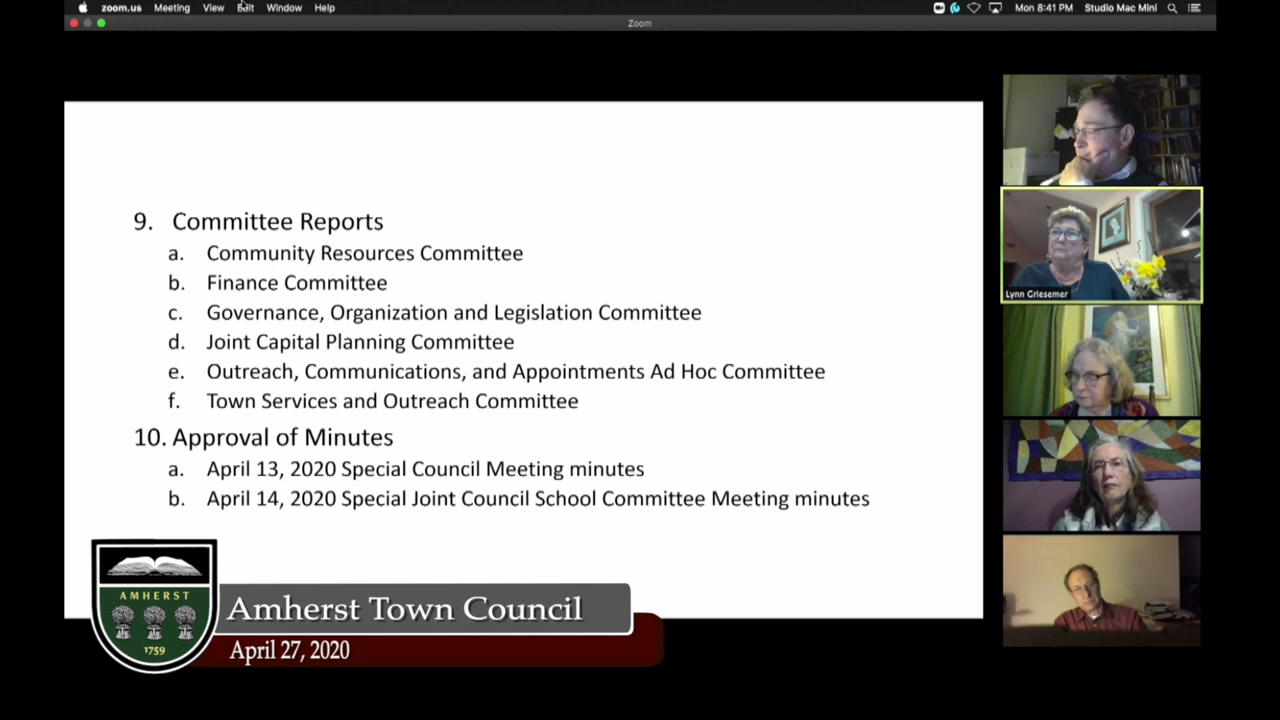 zoom.us Meeting View Edit Window Help
Mon 8:41 PM Studio Mac Mini
Zoom
9. Committee Reports
a. Community Resources Committee
b. Finance Committee
c. Governance, Organization and Legislation Committee
d. Joint Capital Planning Committee
e. Outreach, Communications, and Appointments Ad Hoc Committee
f. Town Services and Outreach Committee
10. Approval of Minutes
a. April 13, 2020 Special Council Meeting minutes
b. April 14, 2020 Special Joint Council School Committee Meeting minutes
Lynn Griesemer
AMHERST
1759
Amherst Town Council
April 27, 2020